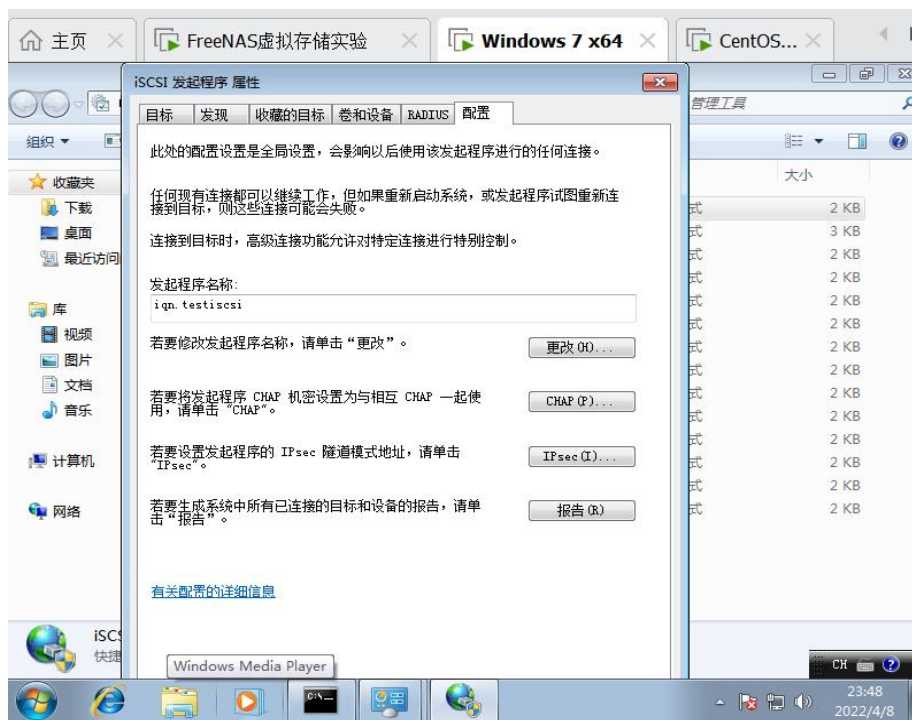 主页
FreeNAS虚拟存储实验
Windows 7 x64
CentOS...
iSCSI 发起程序 属性
管理工具
目标 发现 收藏的目标 卷和设备 RADIUS 配置
组织
此处的配置设置是全局设置，会影响以后使用该发起程序进行的任何连接。
大小
收藏夹
任何现有连接都可以继续工作，但如果重新启动系统，或发起程序试图重新连
接到目标，则这些连接可能会失败。
下载
式 2 KB
桌面
式 3 KB
连接到目标时，高级连接功能允许对特定连接进行特别控制。
最近访问
式 2 KB
式 2 KB
发起程序名称:
iqn.testiscsi
库
式 2 KB
视频
式 2 KB
若要修改发起程序名称，请单击“更改”。
更改(H)...
式 2 KB
图片
式 2 KB
文档
式 2 KB
若要将发起程序 CHAP 机密设置为与相互 CHAP 一起使
用，请单击 "CHAP"。
CHAP(P)...
音乐
式 2 KB
式 2 KB
若要设置发起程序的 IPsec 隧道模式地址，请单击
"IPsec"。
IPsec(I)...
计算机
式 2 KB
式 2 KB
若要生成系统中所有已连接的目标和设备的报告，请单
击“报告”。
报告(R)
网络
式 2 KB
有关配置的详细信息
iSCS
快捷
Windows Media Player
CH
C:\_
23:48
2022/4/8